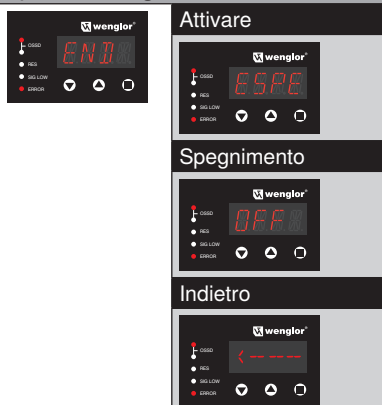 wenglor®
OSSD
END
RES
SIG LOW
ERROR
Attivare
wenglor®
OSSD
ESPE
RES
SIG LOW
ERROR
Spegnimento
wenglor®
OSSD
OFF
RES
SIG LOW
ERROR
Indietro
wenglor®
OSSD
<----
RES
SIG LOW
ERROR